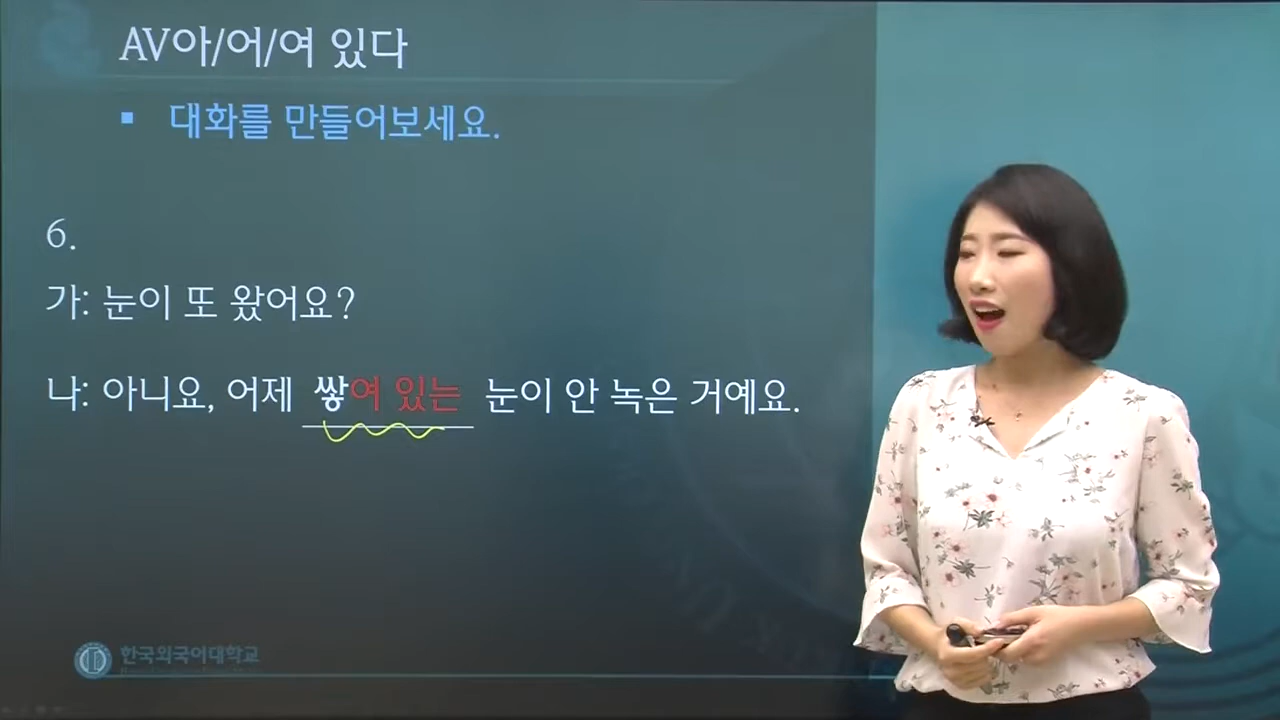 AV아/어/여 있다
▪ 대화를 만들어보세요.
6.
가: 눈이 또 왔어요?
나: 아니요, 어제 쌓여 있는 눈이 안 녹은 거예요.
한국외국어대학교